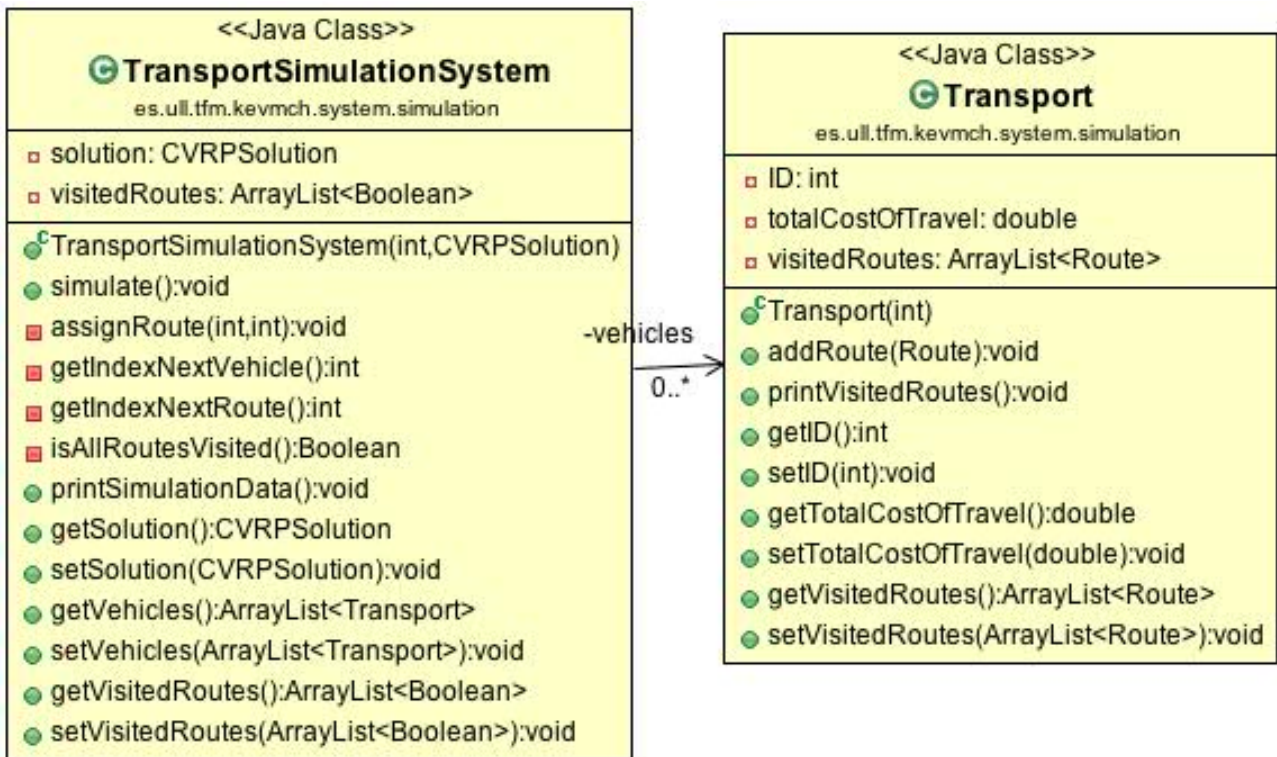 <<Java Class>>
TransportSimulationSystem
es.ull.tfm.kevmch.system.simulation
solution: CVRPSolution
visitedRoutes: ArrayList<Boolean>
TransportSimulationSystem(int,CVRPSolution)
simulate():void
assignRoute(int,int):void
getIndexNextVehicle():int
getIndexNextRoute():int
isAllRoutesVisited():Boolean
printSimulationData():void
getSolution():CVRPSolution
setSolution(CVRPSolution):void
getVehicles():ArrayList<Transport>
setVehicles(ArrayList<Transport>):void
getVisitedRoutes():ArrayList<Boolean>
setVisitedRoutes(ArrayList<Boolean>):void
-vehicles
0..*
<<Java Class>>
Transport
es.ull.tfm.kevmch.system.simulation
ID: int
totalCostOfTravel: double
visitedRoutes: ArrayList<Route>
Transport(int)
addRoute(Route):void
printVisitedRoutes():void
getID():int
setID(int):void
getTotalCostOfTravel():double
setTotalCostOfTravel(double):void
getVisitedRoutes():ArrayList<Route>
setVisitedRoutes(ArrayList<Route>):void